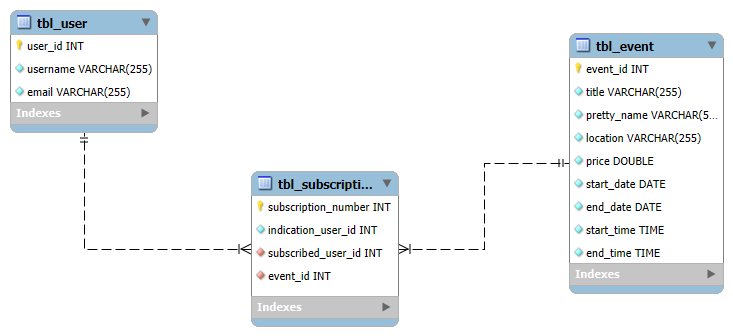 tbl_user
user_id INT
username VARCHAR(255)
email VARCHAR(255)
Indexes
tbl_event
event_id INT
title VARCHAR(255)
pretty_name VARCHAR(5...
location VARCHAR(255)
price DOUBLE
start_date DATE
end_date DATE
start_time TIME
end_time TIME
Indexes
tbl_subscripti...
subscription_number INT
indication_user_id INT
subscribed_user_id INT
event_id INT
Indexes